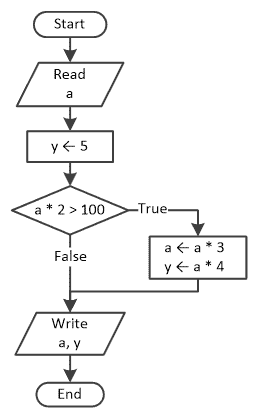 Start
Read
a
y ← 5
a * 2 > 100
True
False
a ← a * 3
y ← a * 4
Write
a, y
End